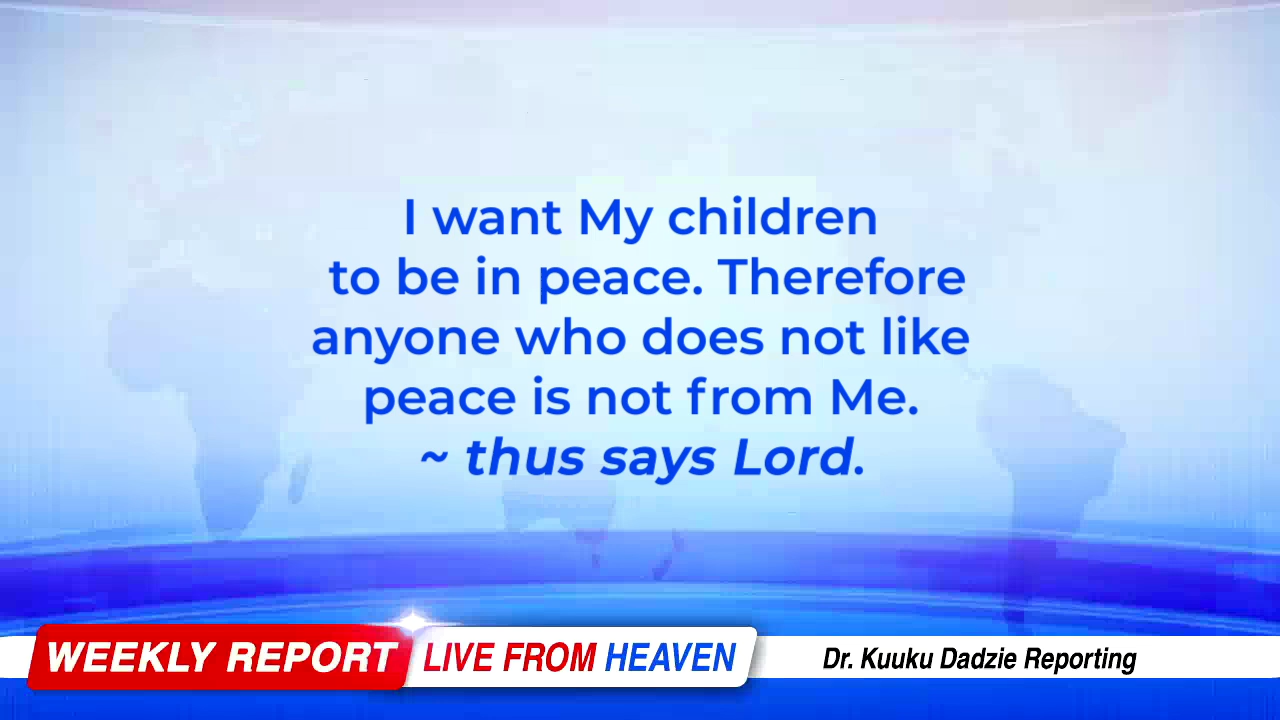 I want My children
to be in peace. Therefore
anyone who does not like
peace is not from Me.
~ thus says Lord.
WEEKLY REPORT LIVE FROM HEAVEN Dr. Kuuku Dadzie Reporting